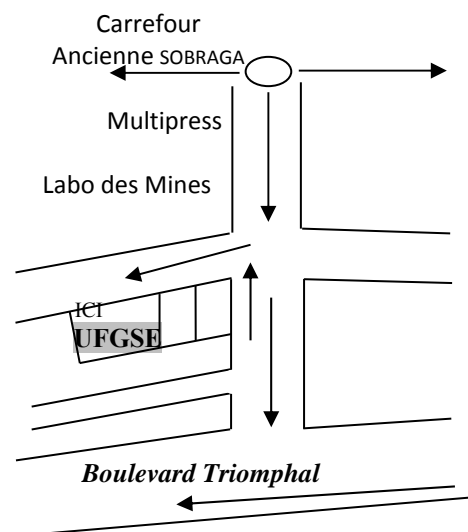 Carrefour
Ancienne SOBRAGA
Multipress
Labo des Mines
ICI
UFGSE
Boulevard Triomphal